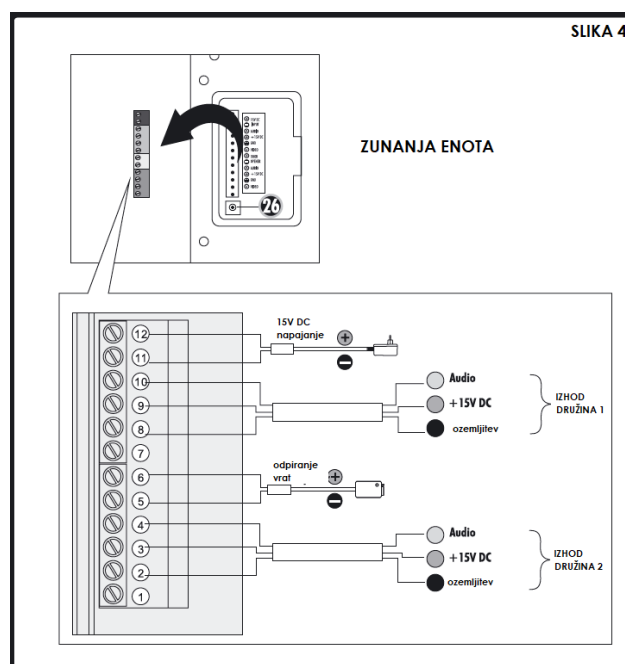 SLIKA 4
ZUNANJA ENOTA
26
15V DC
napajanje
12
11
10
9
8
7
6
5
4
3
2
1
Audio
+15V DC
ozemljitev
IZHOD
DRUŽINA 1
odpiranje
vrat
Audio
+15V DC
ozemljitev
IZHOD
DRUŽINA 2